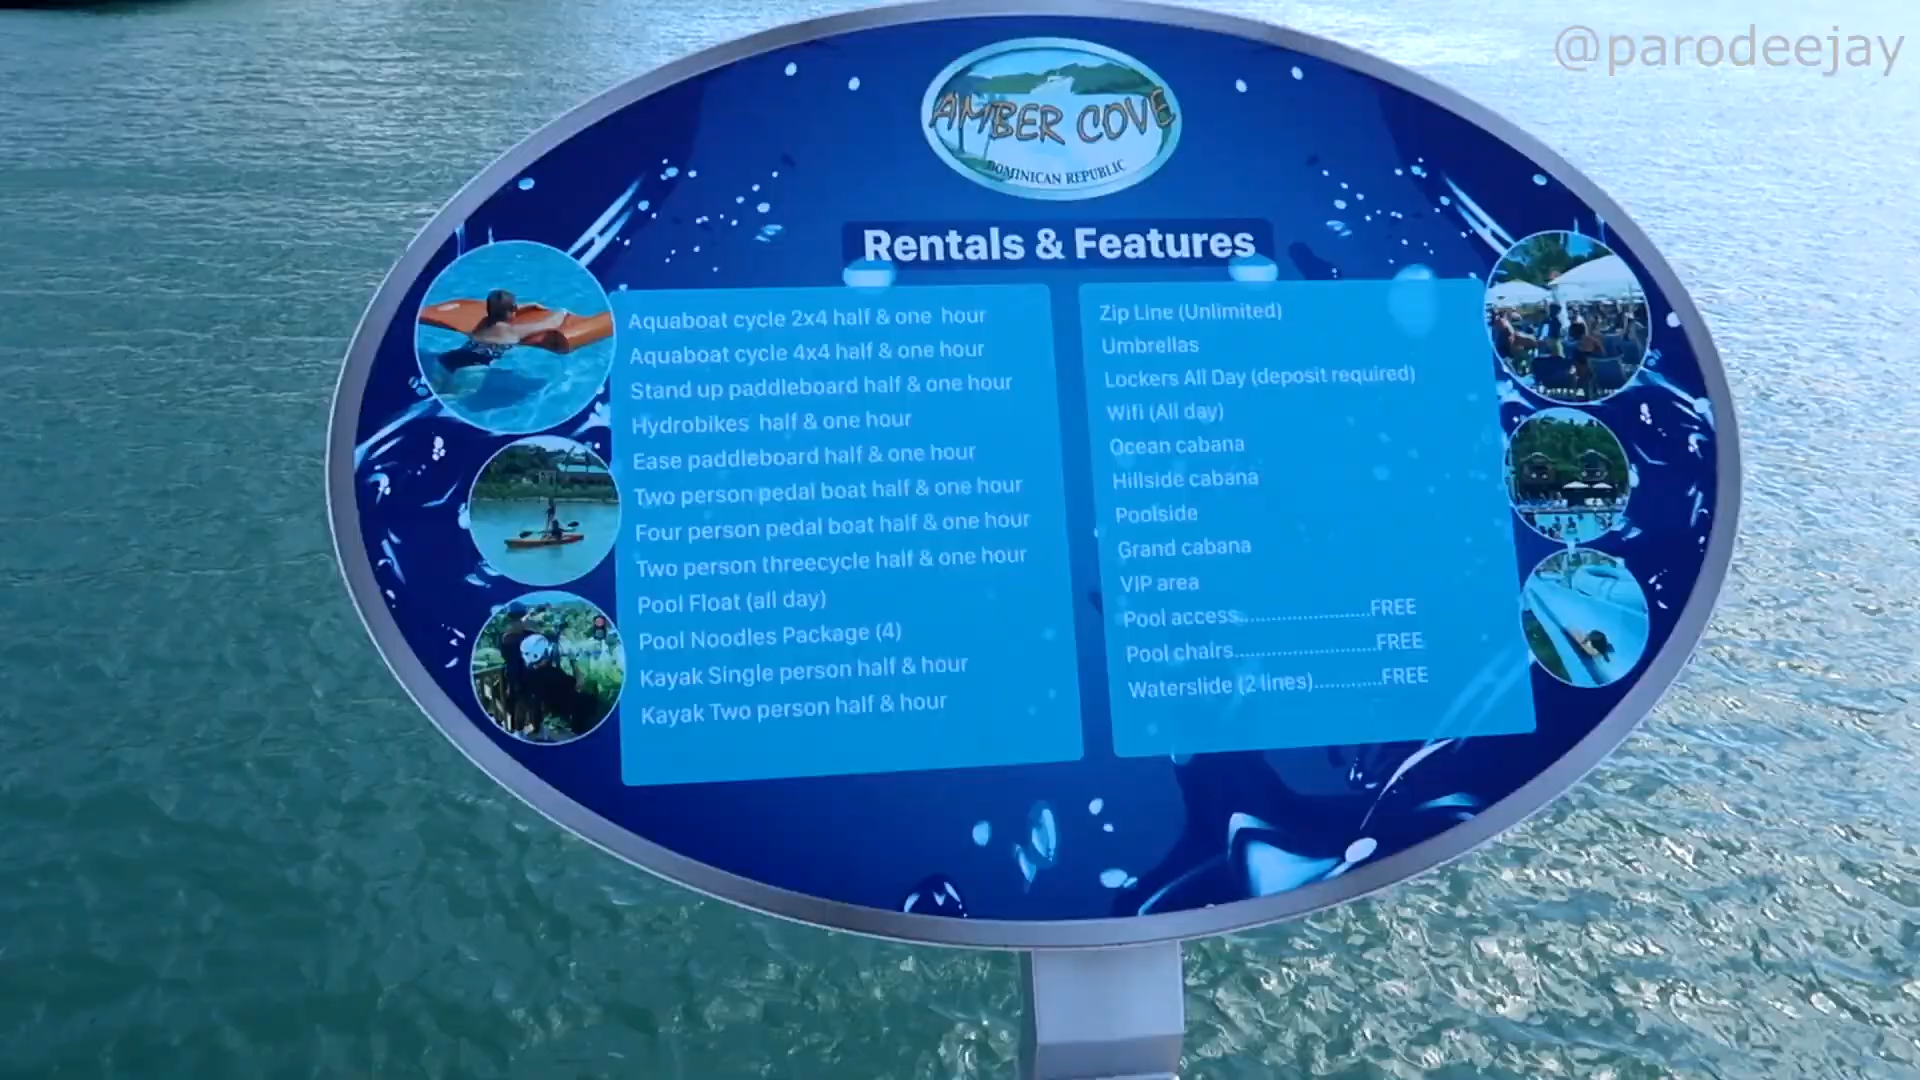 @parodeejay
AMBER COVE
DOMINICAN REPUBLIC
Rentals & Features
Aquaboat cycle 2x4 half & one hour
Aquaboat cycle 4x4 half & one hour
Stand up paddleboard half & one hour
Hydrobikes half & one hour
Ease paddleboard half & one hour
Two person pedal boat half & one hour
Four person pedal boat half & one hour
Two person threecycle half & one hour
Pool Float (all day)
Pool Noodles Package (4)
Kayak Single person half & hour
Kayak Two person half & hour
Zip Line (Unlimited)
Umbrellas
Lockers All Day (deposit required)
Wifi (All day)
Ocean cabana
Hillside cabana
Poolside
Grand cabana
VIP area
Pool access........................FREE
Pool chairs..........................FREE
Waterslide (2 lines).............FREE